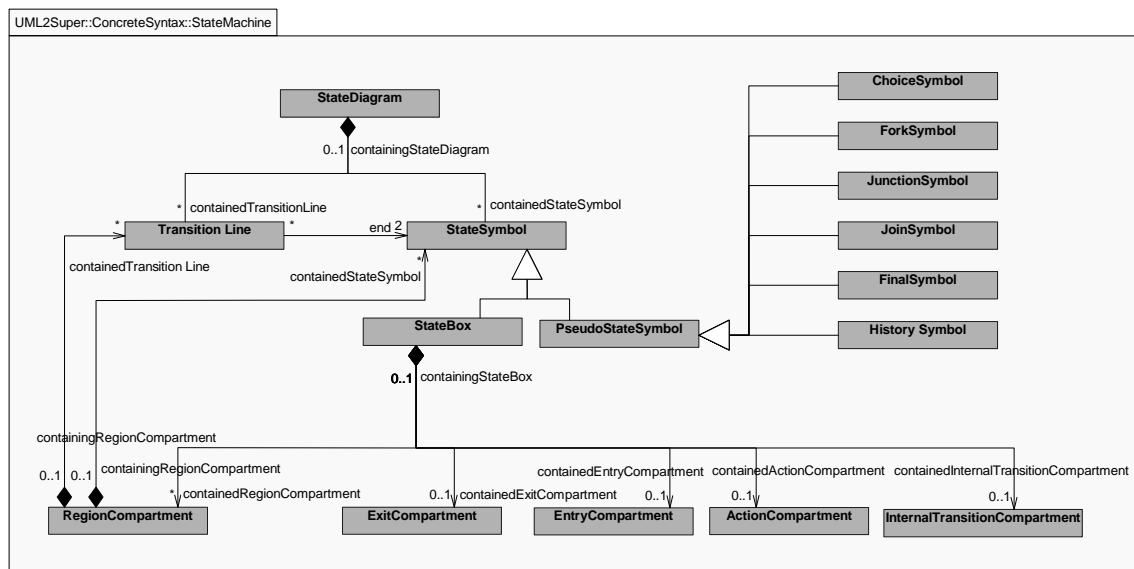 UML2Super::ConcreteSyntax::StateMachine
StateDiagram
0..1
containingStateDiagram
ChoiceSymbol
ForkSymbol
JunctionSymbol
JoinSymbol
FinalSymbol
History Symbol
*
containedTransitionLine
*
containedStateSymbol
*
Transition Line
*
end 2
StateSymbol
containedTransition Line
containedStateSymbol
*
StateBox
PseudoStateSymbol
0..1
containingStateBox
containingRegionCompartment
0..1
0..1
containingRegionCompartment
*
containedRegionCompartment
0..1
containedExitCompartment
containedEntryCompartment
0..1
containedActionCompartment
0..1
containedInternalTransitionCompartment
0..1
RegionCompartment
ExitCompartment
EntryCompartment
ActionCompartment
InternalTransitionCompartment